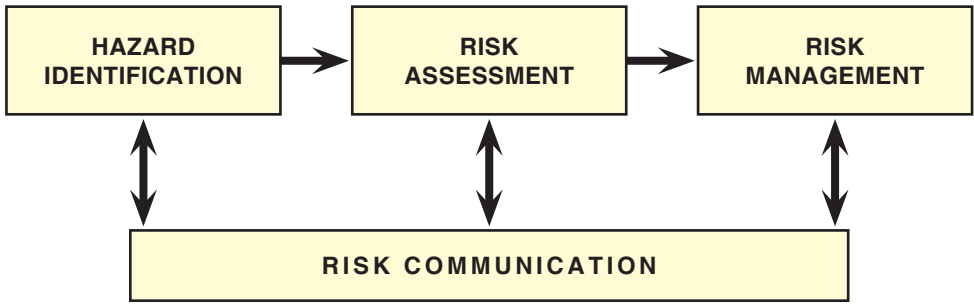 HAZARD
IDENTIFICATION
RISK
ASSESSMENT
RISK
MANAGEMENT
RISK COMMUNICATION